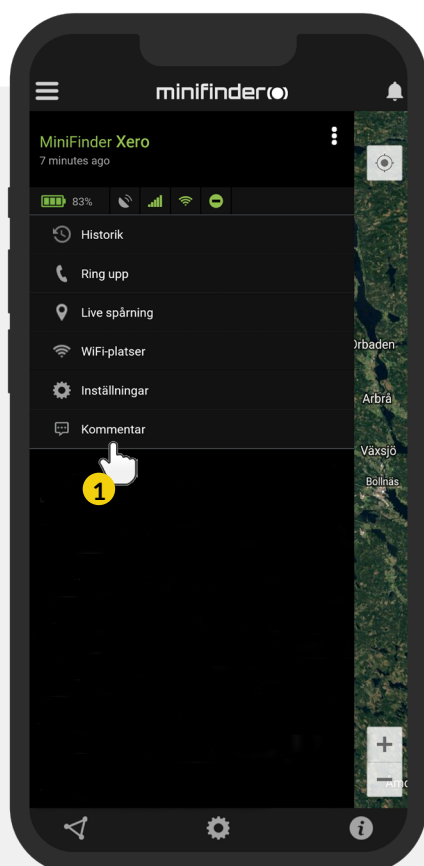 minifinder
MiniFinder Xero
7 minutes ago
83%
Historik
Ring upp
Live spårning
WiFi-platser
Inställningar
Kommentar
1
Orbaden
Arbrå
Växsjö
Bollnäs
+
−